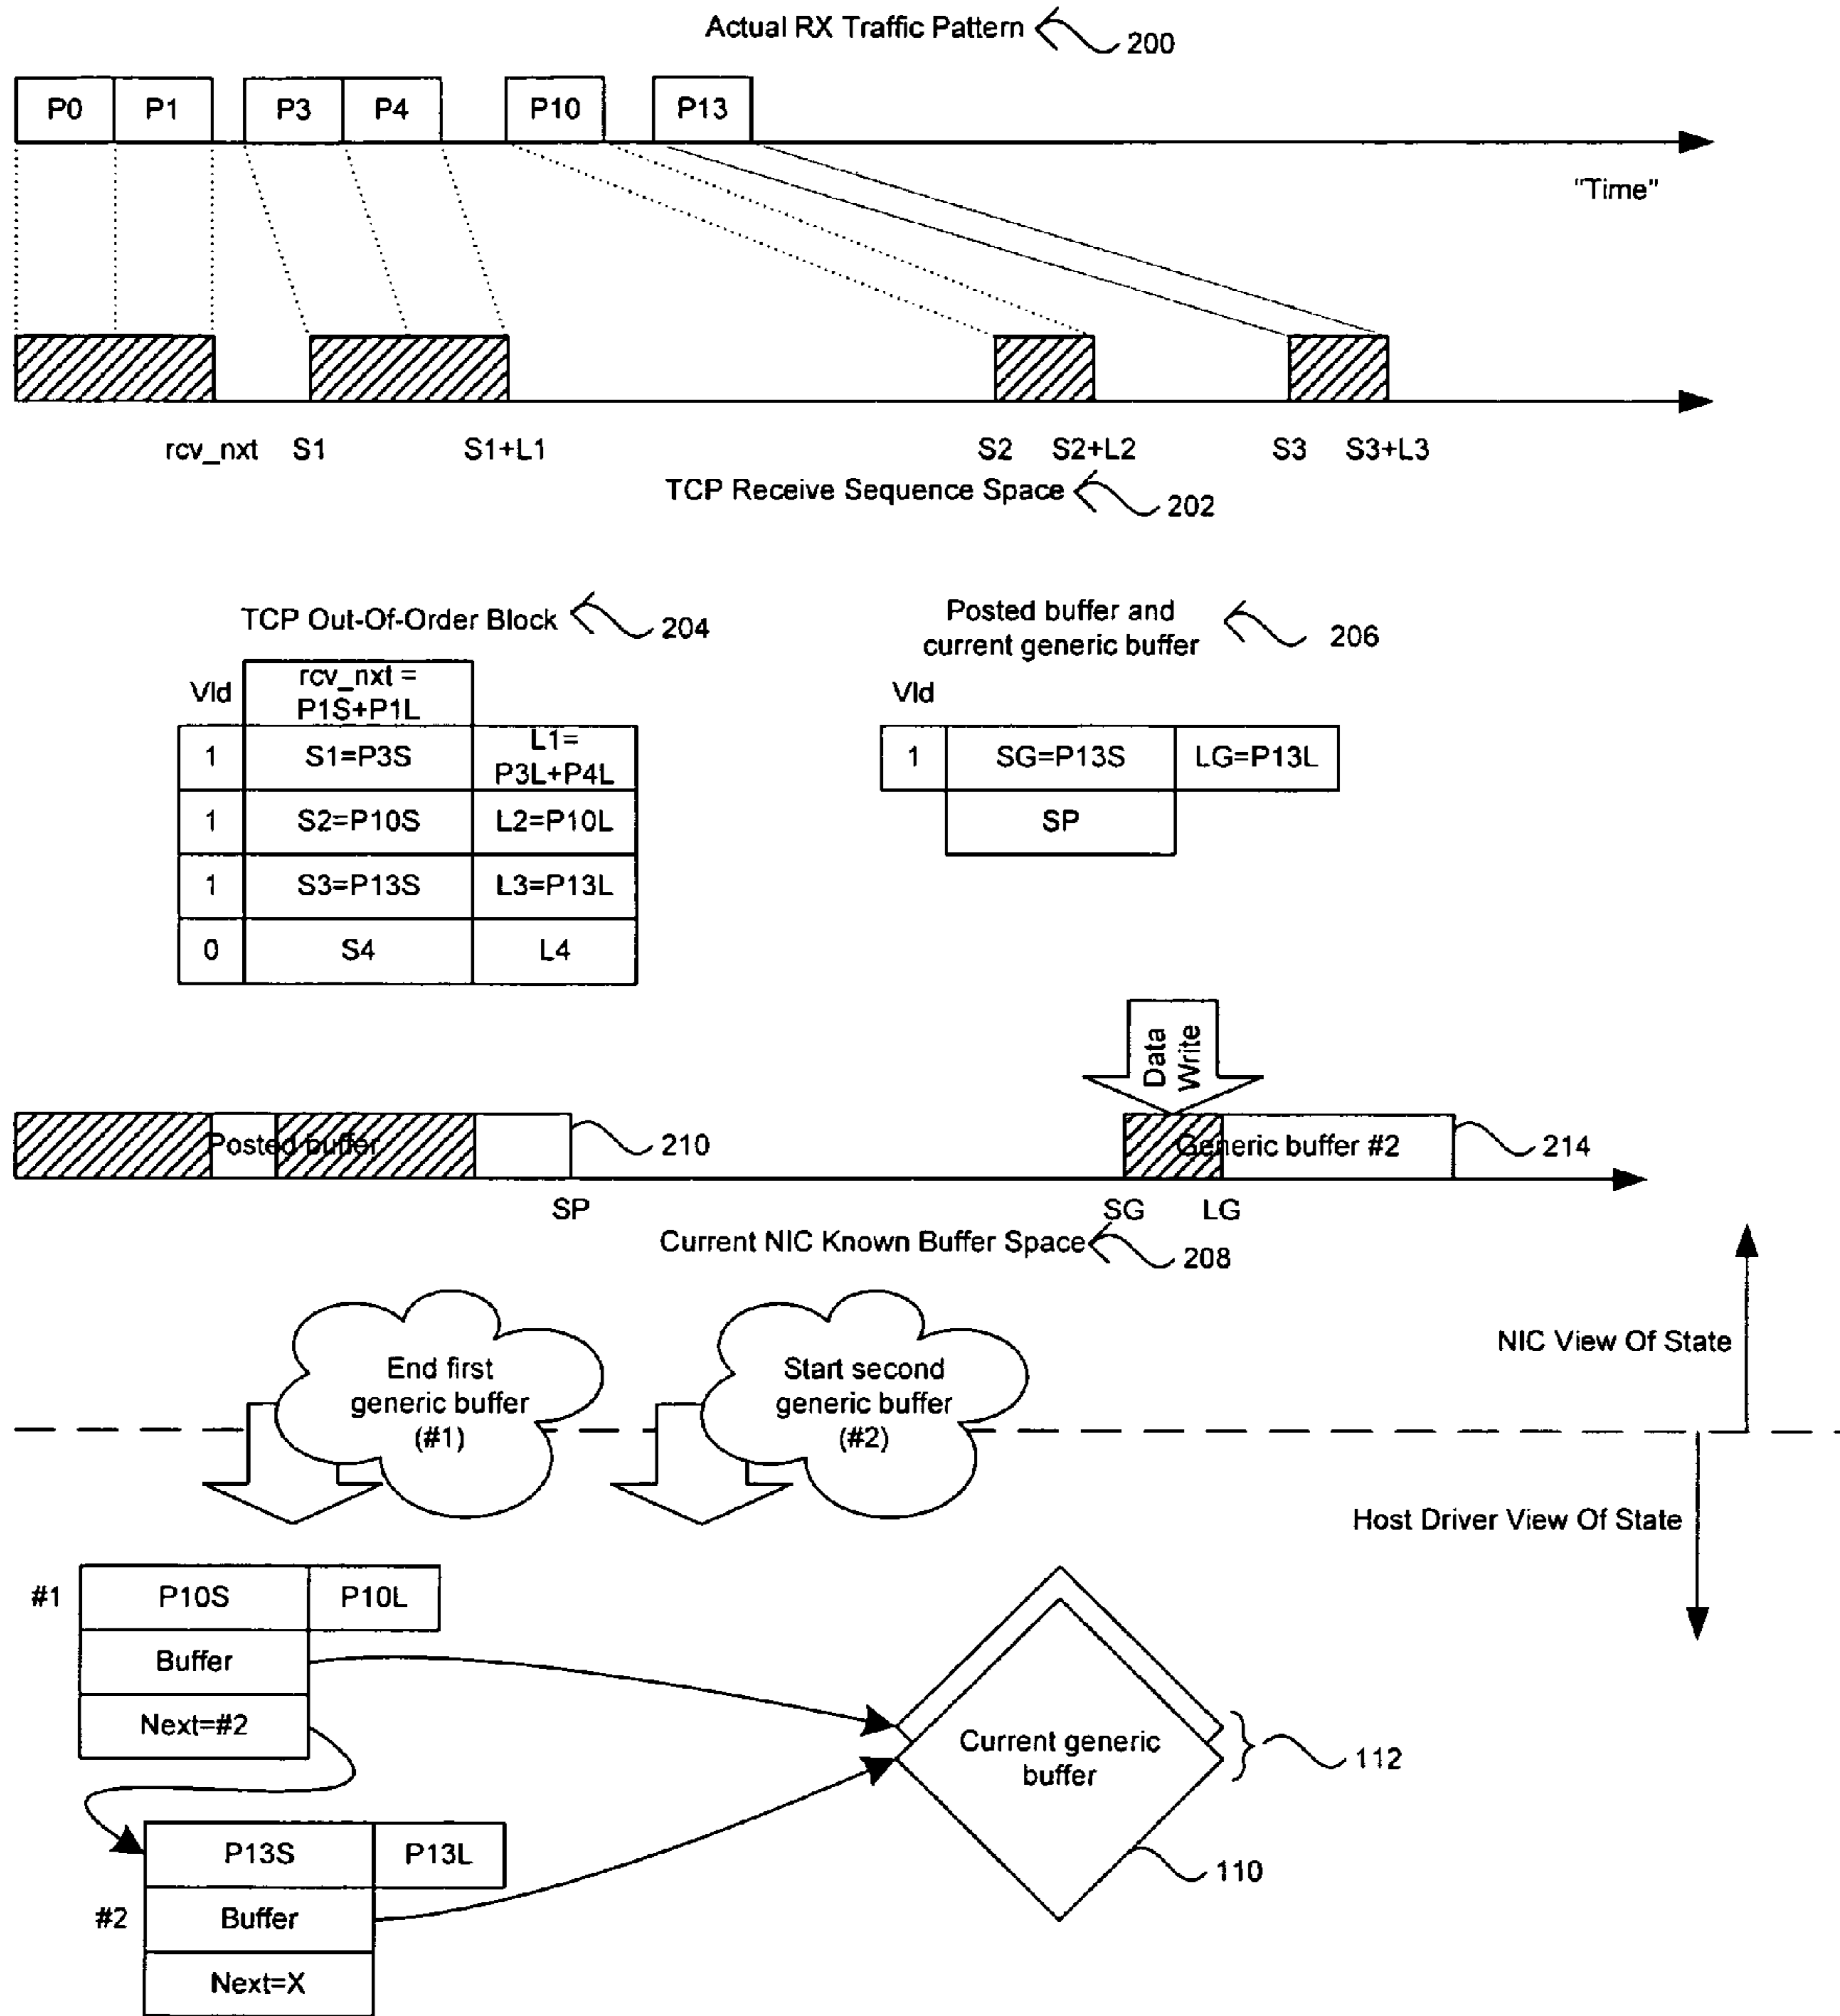 Actual RX Traffic Pattern
200
P0
P1
P3
P4
P10
P13
"Time"
rcv_nxt
S1
S1+L1
S2
S2+L2
S3
S3+L3
TCP Receive Sequence Space
202
TCP Out-Of-Order Block
204
Vld
rcv_nxt =
P1S+P1L
1
S1=P3S
L1=
P3L+P4L
1
S2=P10S
L2=P10L
1
S3=P13S
L3=P13L
0
S4
L4
Posted buffer and
current generic buffer
206
Vld
1
SG=P13S
LG=P13L
SP
Data
Write
Posted buffer
210
Generic buffer #2
214
SP
SG
LG
Current NIC Known Buffer Space
208
End first
generic buffer
(#1)
Start second
generic buffer
(#2)
NIC View Of State
Host Driver View Of State
#1
P10S
P10L
Buffer
Next=#2
Current generic
buffer
112
110
P13S
P13L
#2
Buffer
Next=X